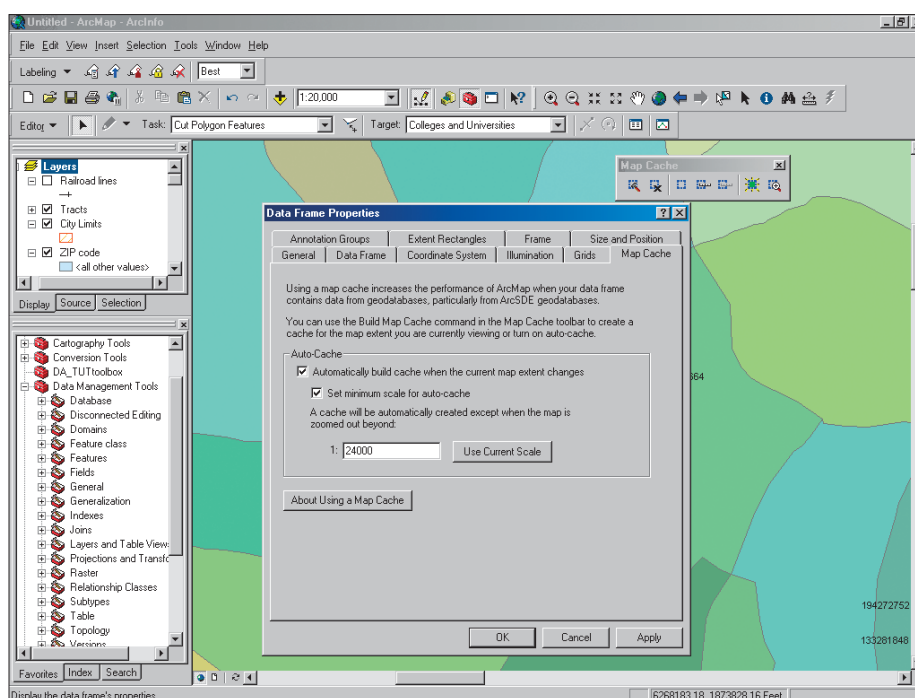 Untitled - ArcMap - ArcInfo
File Edit View Insert Selection Tools Window Help
Labeling Best
1:20,000
Editor Task: Cut Polygon Features Target: Colleges and Universities
Layers
Railroad lines
Tracts
City Limits
ZIP code
<all other values>
Display Source Selection
Cartography Tools
Conversion Tools
DA_TUTtoolbox
Data Management Tools
Database
Disconnected Editing
Domains
Feature class
Features
Fields
General
Generalization
Indexes
Joins
Layers and Table View:
Projections and Transfc
Raster
Relationship Classes
Subtypes
Table
Topology
Versions
Favorites Index Search
Map Cache
Data Frame Properties
Annotation Groups Extent Rectangles Frame Size and Position
General Data Frame Coordinate System Illumination Grids Map Cache
Using a map cache increases the performance of ArcMap when your data frame
contains data from geodatabases, particularly from ArcSDE geodatabases.
You can use the Build Map Cache command in the Map Cache toolbar to create a
cache for the map extent you are currently viewing or turn on auto-cache.
Auto-Cache
Automatically build cache when the current map extent changes
Set minimum scale for auto-cache
A cache will be automatically created except when the map is
zoomed out beyond:
1: 24000 Use Current Scale
About Using a Map Cache
OK Cancel Apply
664
194272752
133281848
Display the data frame's properties
6268183.18 1873828.16 Feet